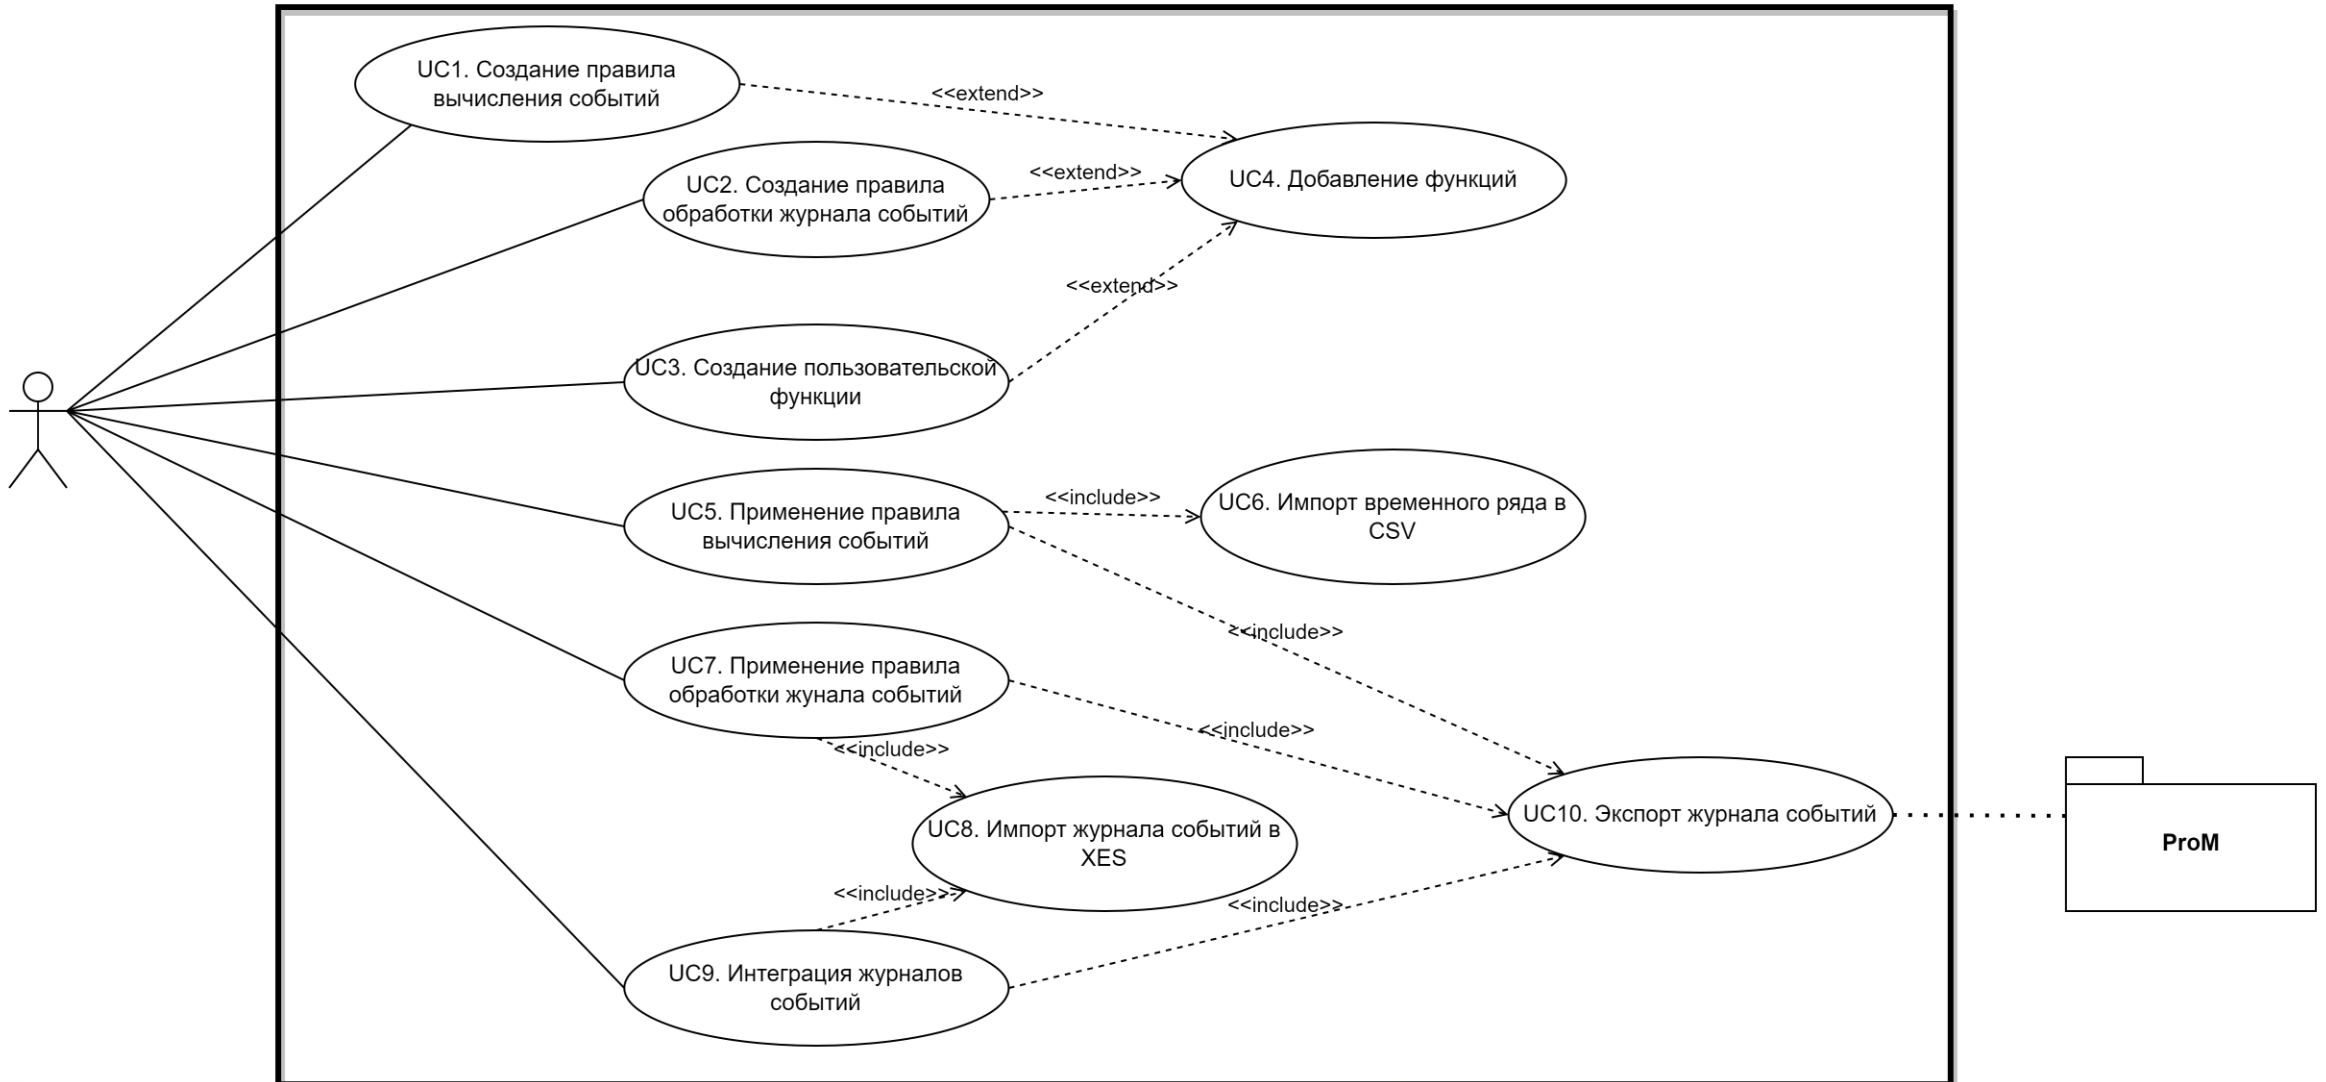 UC1. Создание правила
вычисления событий
<<extend>>
UC2. Создание правила
обработки журнала событий
<<extend>>
UC4. Добавление функций
<<extend>>
UC3. Создание пользовательской
функции
UC5. Применение правила
вычисления событий
<<include>>
UC6. Импорт временного ряда в
CSV
<<include>>
UC7. Применение правила
обработки жунала событий
<<include>>
<<include>>
UC8. Импорт журнала событий в
XES
UC10. Экспорт журнала событий
ProM
<<include>>
<<include>>
UC9. Интеграция журналов
событий